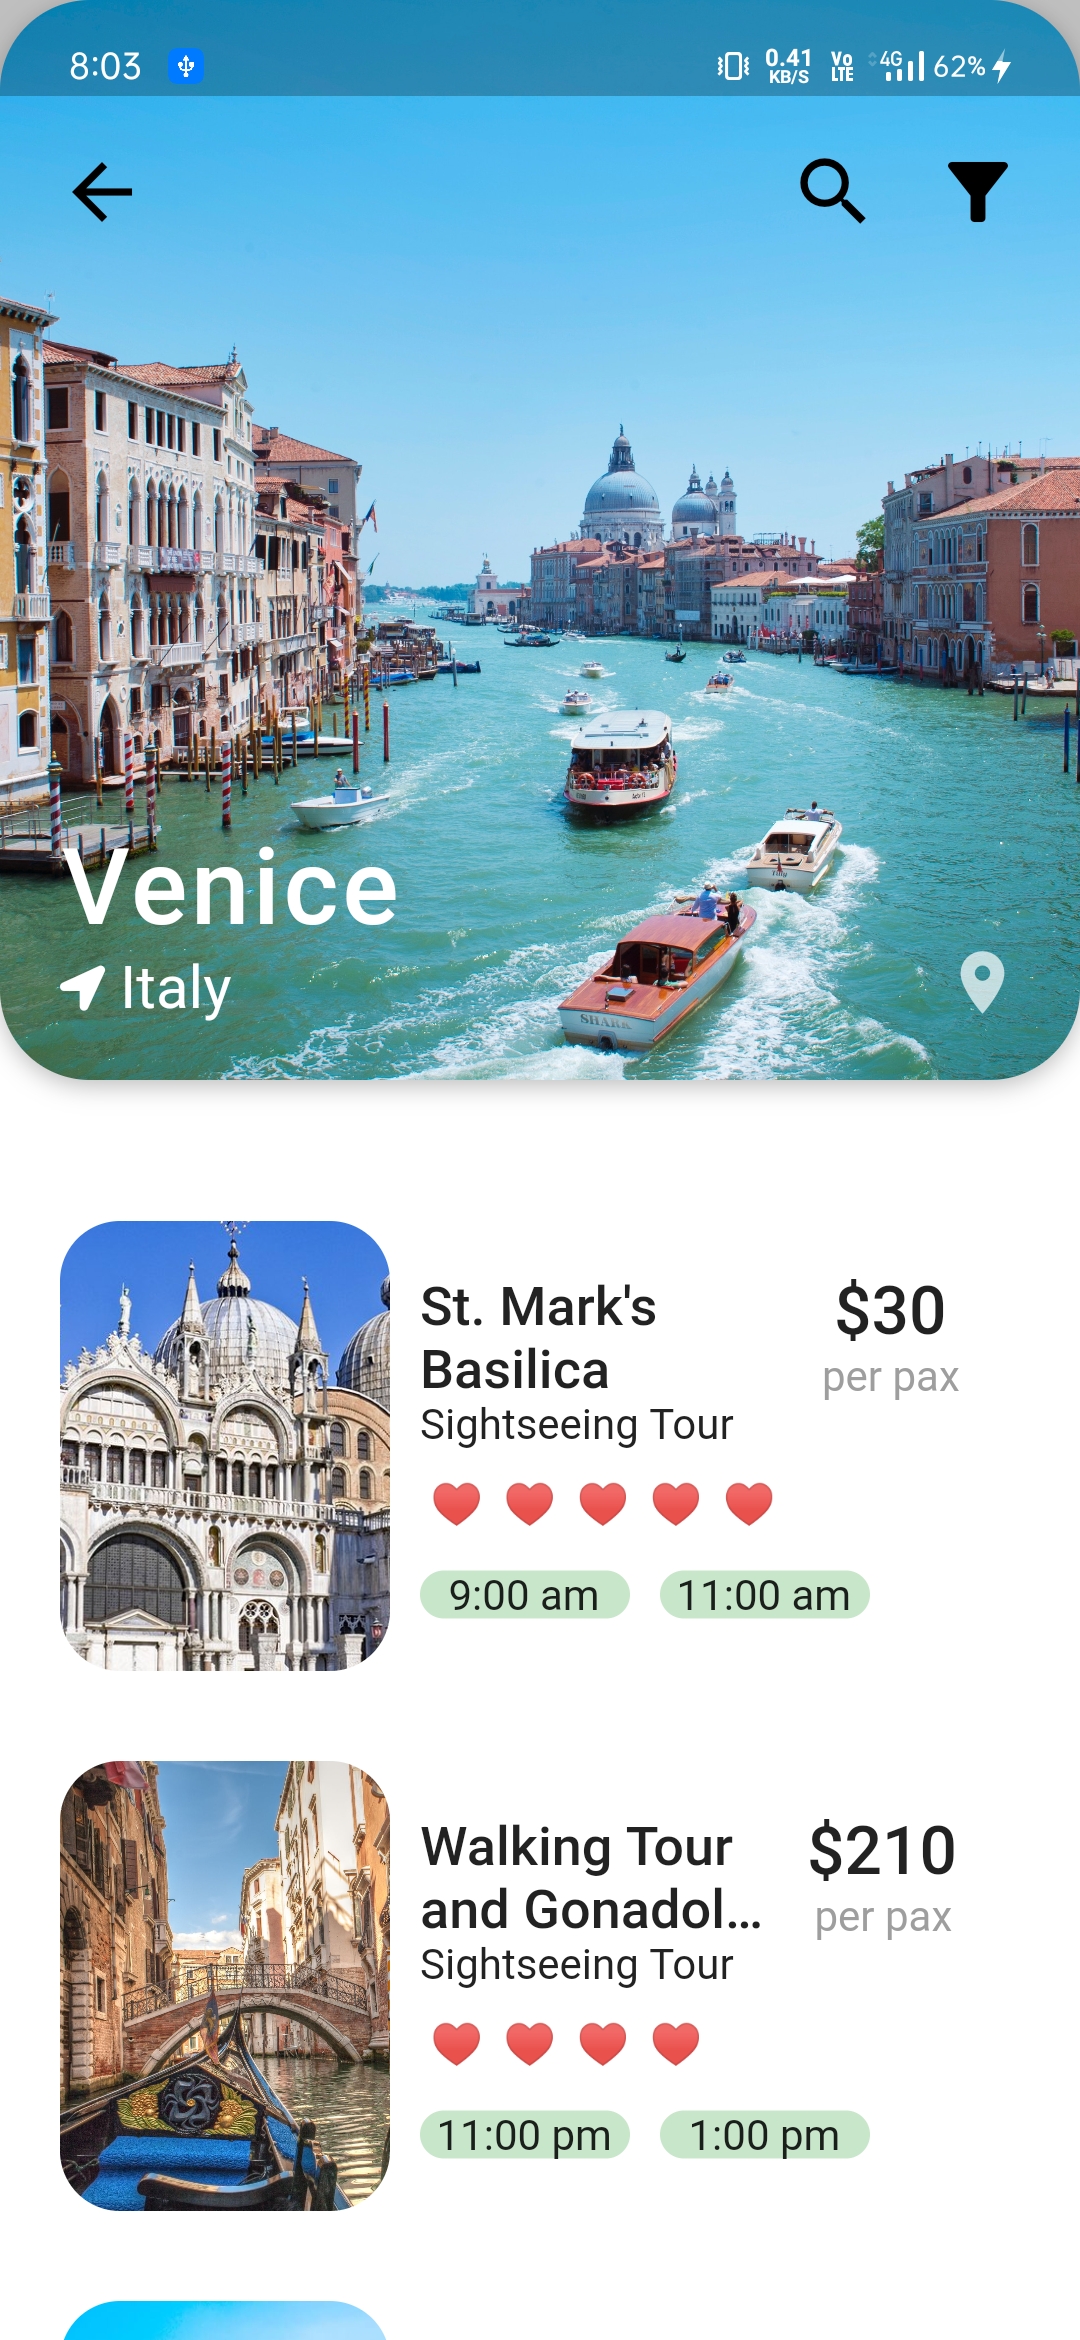 8:03
0.41
KB/S
Vo
LTE
4G
62%
SHARK
Venice
Italy
St. Mark's
Basilica
$30
per pax
Sightseeing Tour
9:00 am 11:00 am
Walking Tour
and Gonadol...
$210
per pax
Sightseeing Tour
11:00 pm 1:00 pm